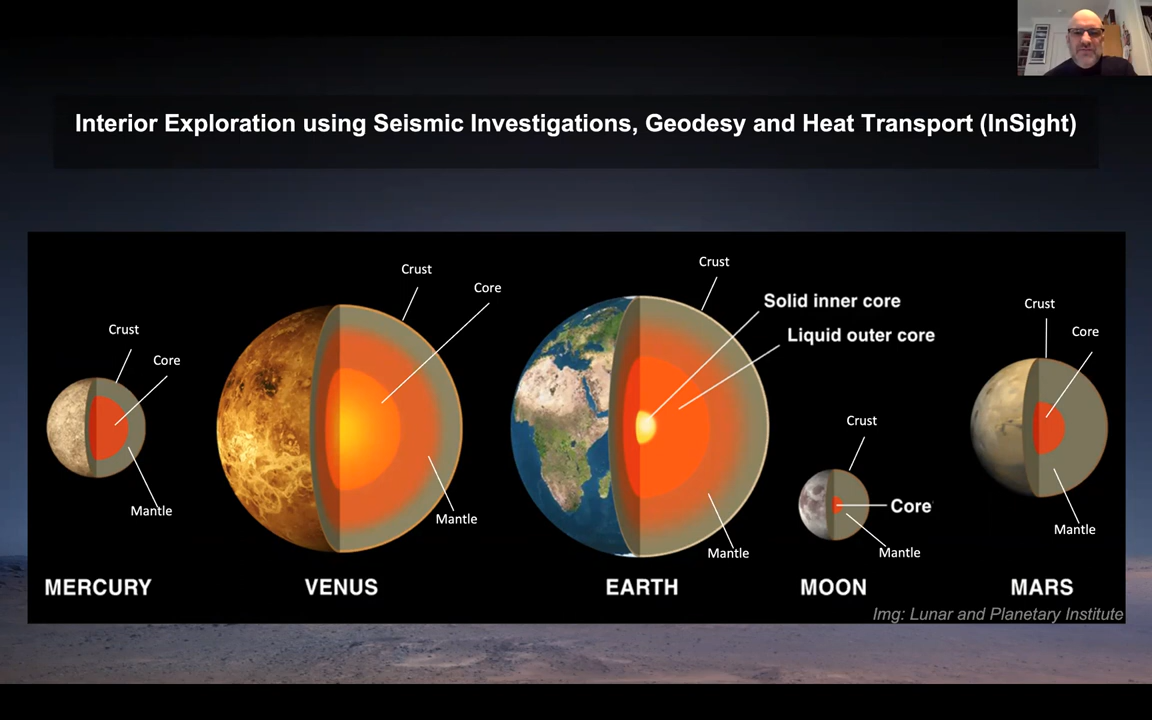 Interior Exploration using Seismic Investigations, Geodesy and Heat Transport (InSight)
Crust
Core
Mantle
MERCURY
Crust
Core
Mantle
VENUS
Crust
Solid inner core
Liquid outer core
Mantle
EARTH
Crust
Core
Mantle
MOON
Crust
Core
Mantle
MARS
Img: Lunar and Planetary Institute